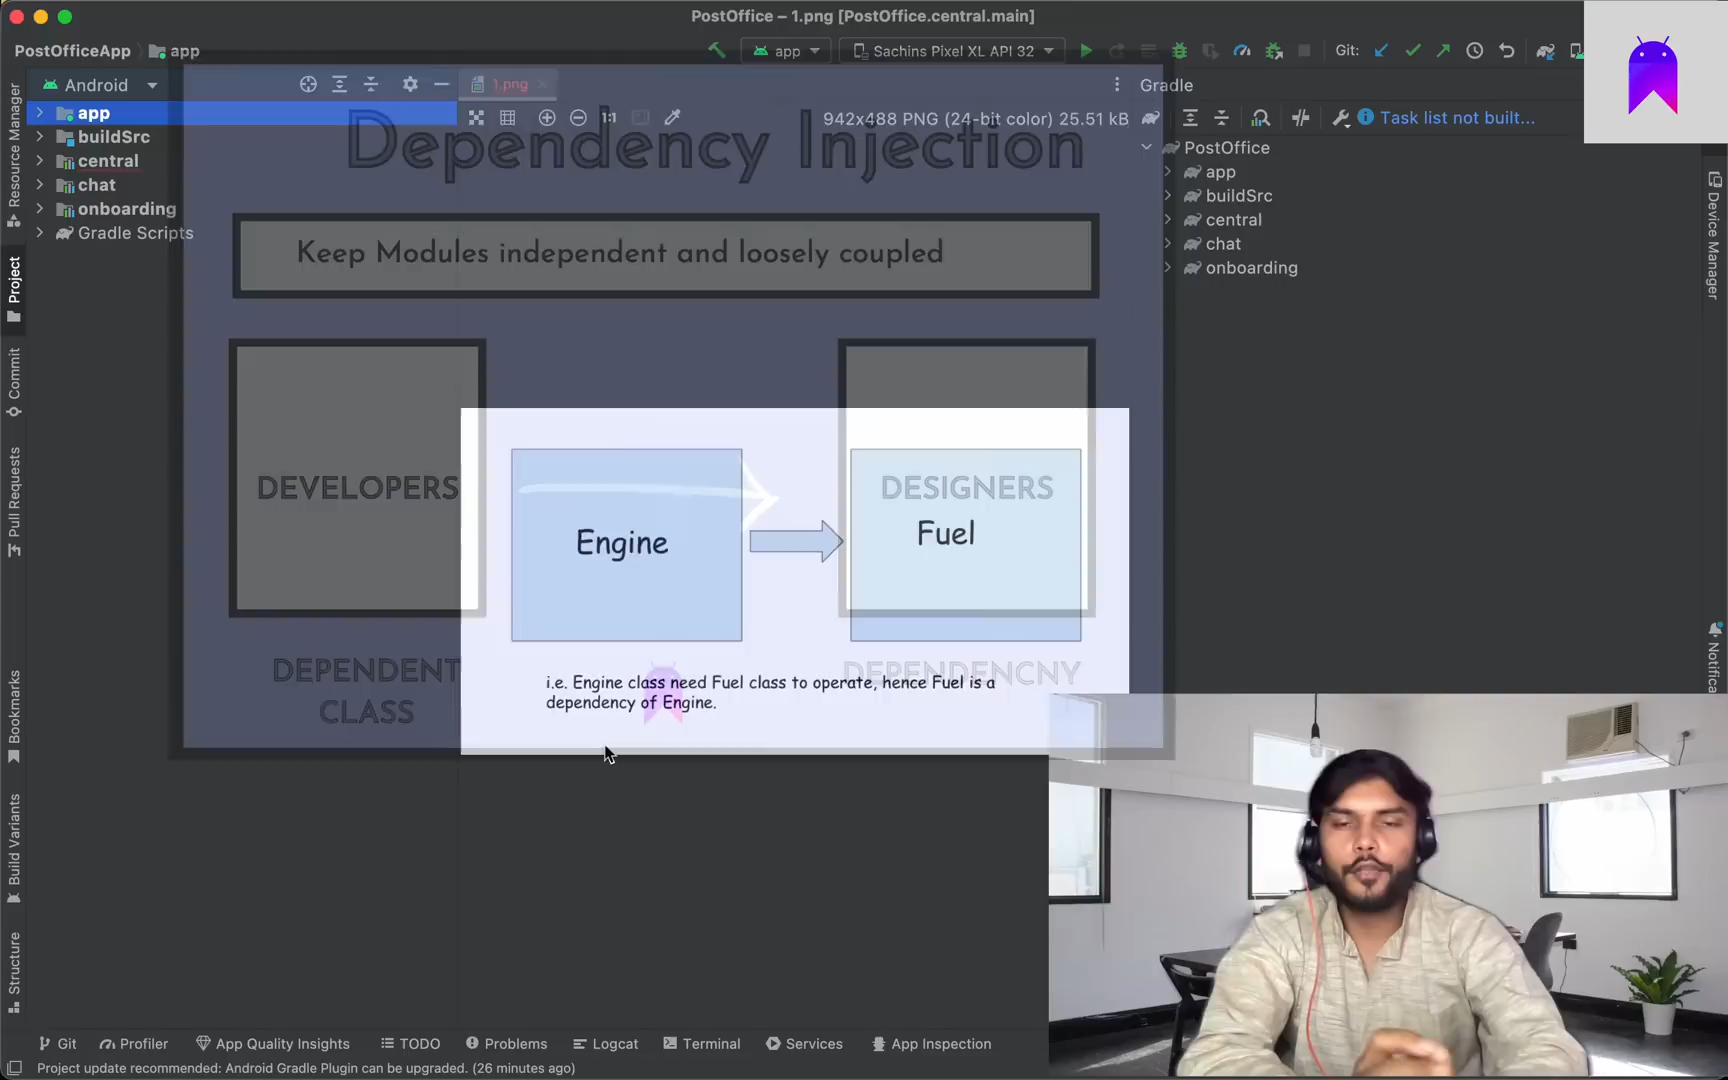 PostOffice – 1.png [PostOffice.central.main]
PostOfficeApp
app
app
Sachins Pixel XL API 32
Git:
Android
1.png
Gradle
942x488 PNG (24-bit color) 25.51 kB
1:1
Task list not built...
app
buildSrc
central
chat
onboarding
Gradle Scripts
PostOffice
app
buildSrc
central
chat
onboarding
Dependency Injection
Keep Modules independent and loosely coupled
DEVELOPERS
DESIGNERS
Engine
Fuel
DEPENDENT
CLASS
DEPENDENCNY
i.e. Engine class need Fuel class to operate, hence Fuel is a
dependency of Engine.
Resource Manager
Project
Commit
Pull Requests
Bookmarks
Build Variants
Structure
Device Manager
Notifica
Git
Profiler
App Quality Insights
TODO
Problems
Logcat
Terminal
Services
App Inspection
Project update recommended: Android Gradle Plugin can be upgraded. (26 minutes ago)